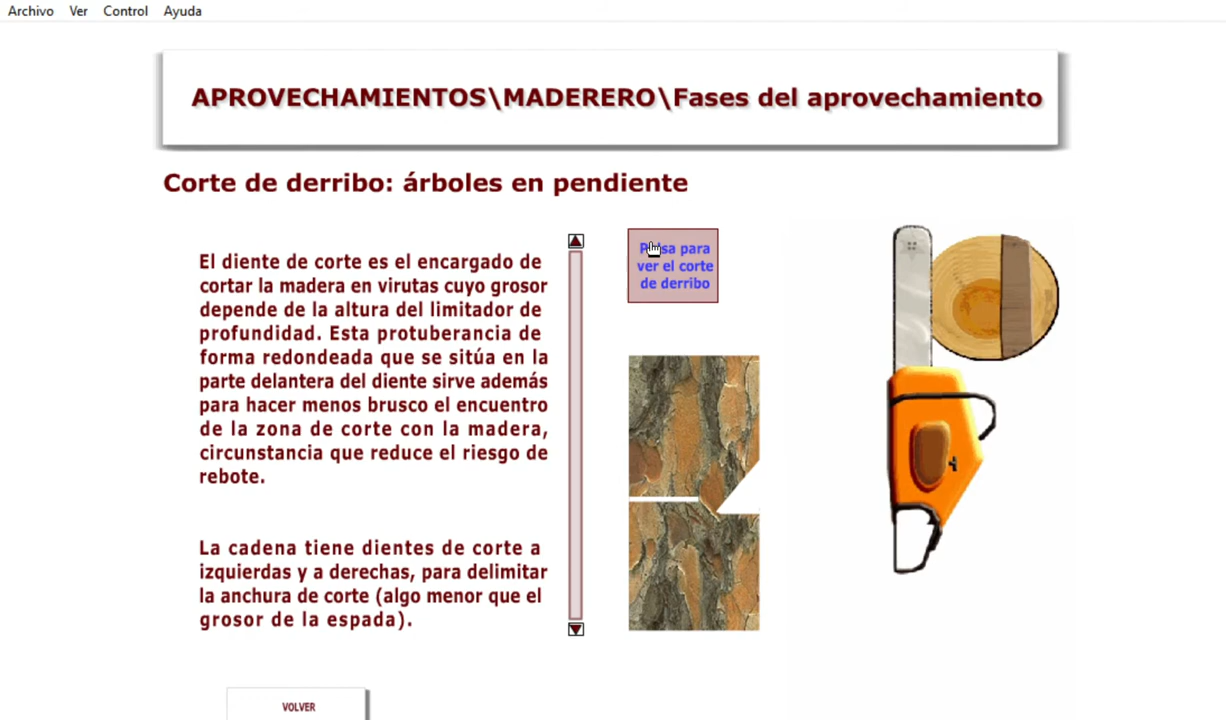 Archivo Ver Control Ayuda
APROVECHAMIENTOS\MADERERO\Fases del aprovechamiento
Corte de derribo: árboles en pendiente
El diente de corte es el encargado de
cortar la madera en virutas cuyo grosor
depende de la altura del limitador de
profundidad. Esta protuberancia de
forma redondeada que se sitúa en la
parte delantera del diente sirve además
para hacer menos brusco el encuentro
de la zona de corte con la madera,
circunstancia que reduce el riesgo de
rebote.
La cadena tiene dientes de corte a
izquierdas y a derechas, para delimitar
la anchura de corte (algo menor que el
grosor de la espada).
Pulsa para
ver el corte
de derribo
VOLVER